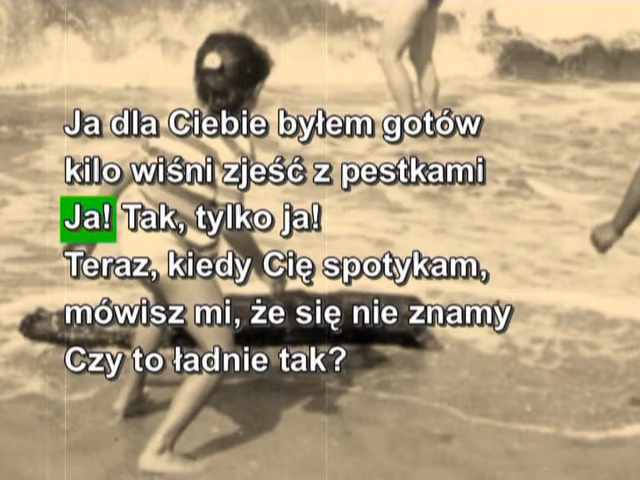 Ja dla Ciebie byłem gotów
kilo wiśni zjeść z pestkami
Ja! Tak, tylko ja!
Teraz, kiedy Cię spotykam,
mówisz mi, że się nie znamy
Czy to ładnie tak?